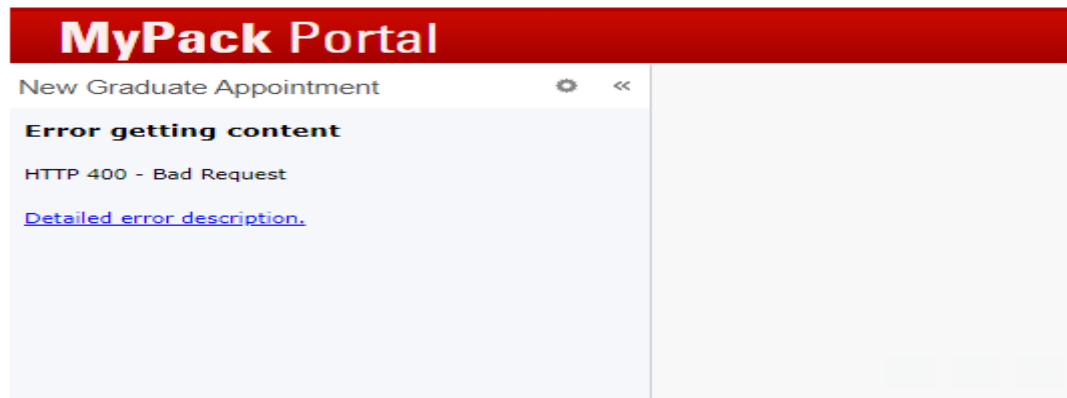 MyPack Portal
New Graduate Appointment «
Error getting content
HTTP 400 - Bad Request
Detailed error description.